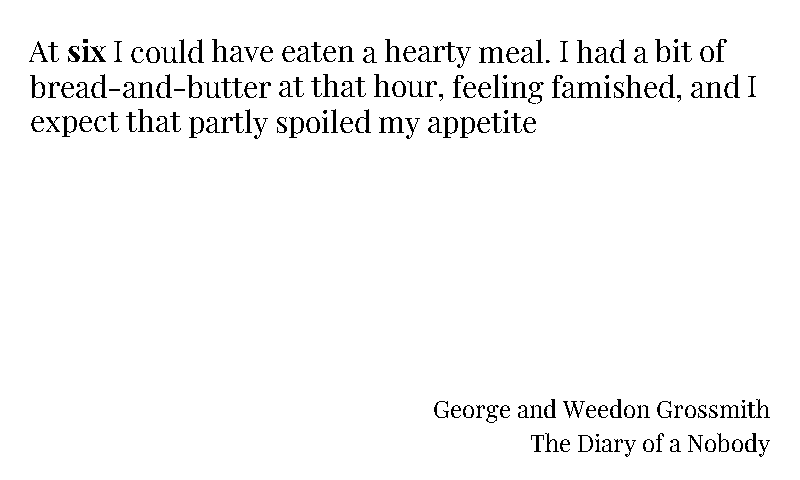 At six I could have eaten a hearty meal. I had a bit of
bread-and-butter at that hour, feeling famished, and I
expect that partly spoiled my appetite
George and Weedon Grossmith
The Diary of a Nobody